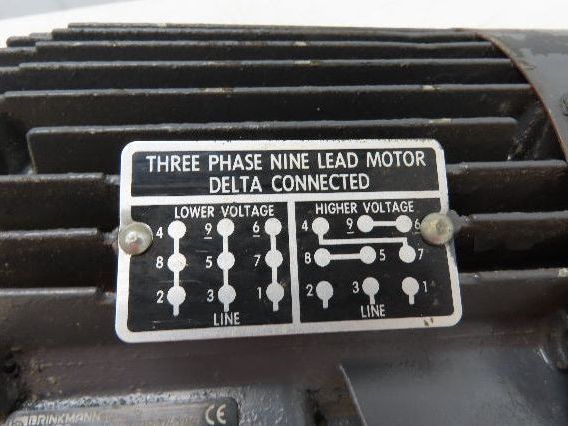 THREE PHASE NINE LEAD MOTOR
DELTA CONNECTED
LOWER VOLTAGE
HIGHER VOLTAGE
4 9 6
4 9 6
8 5 7
8 5 7
2 3 1
2 3 1
LINE
LINE
BRINKMANN CE